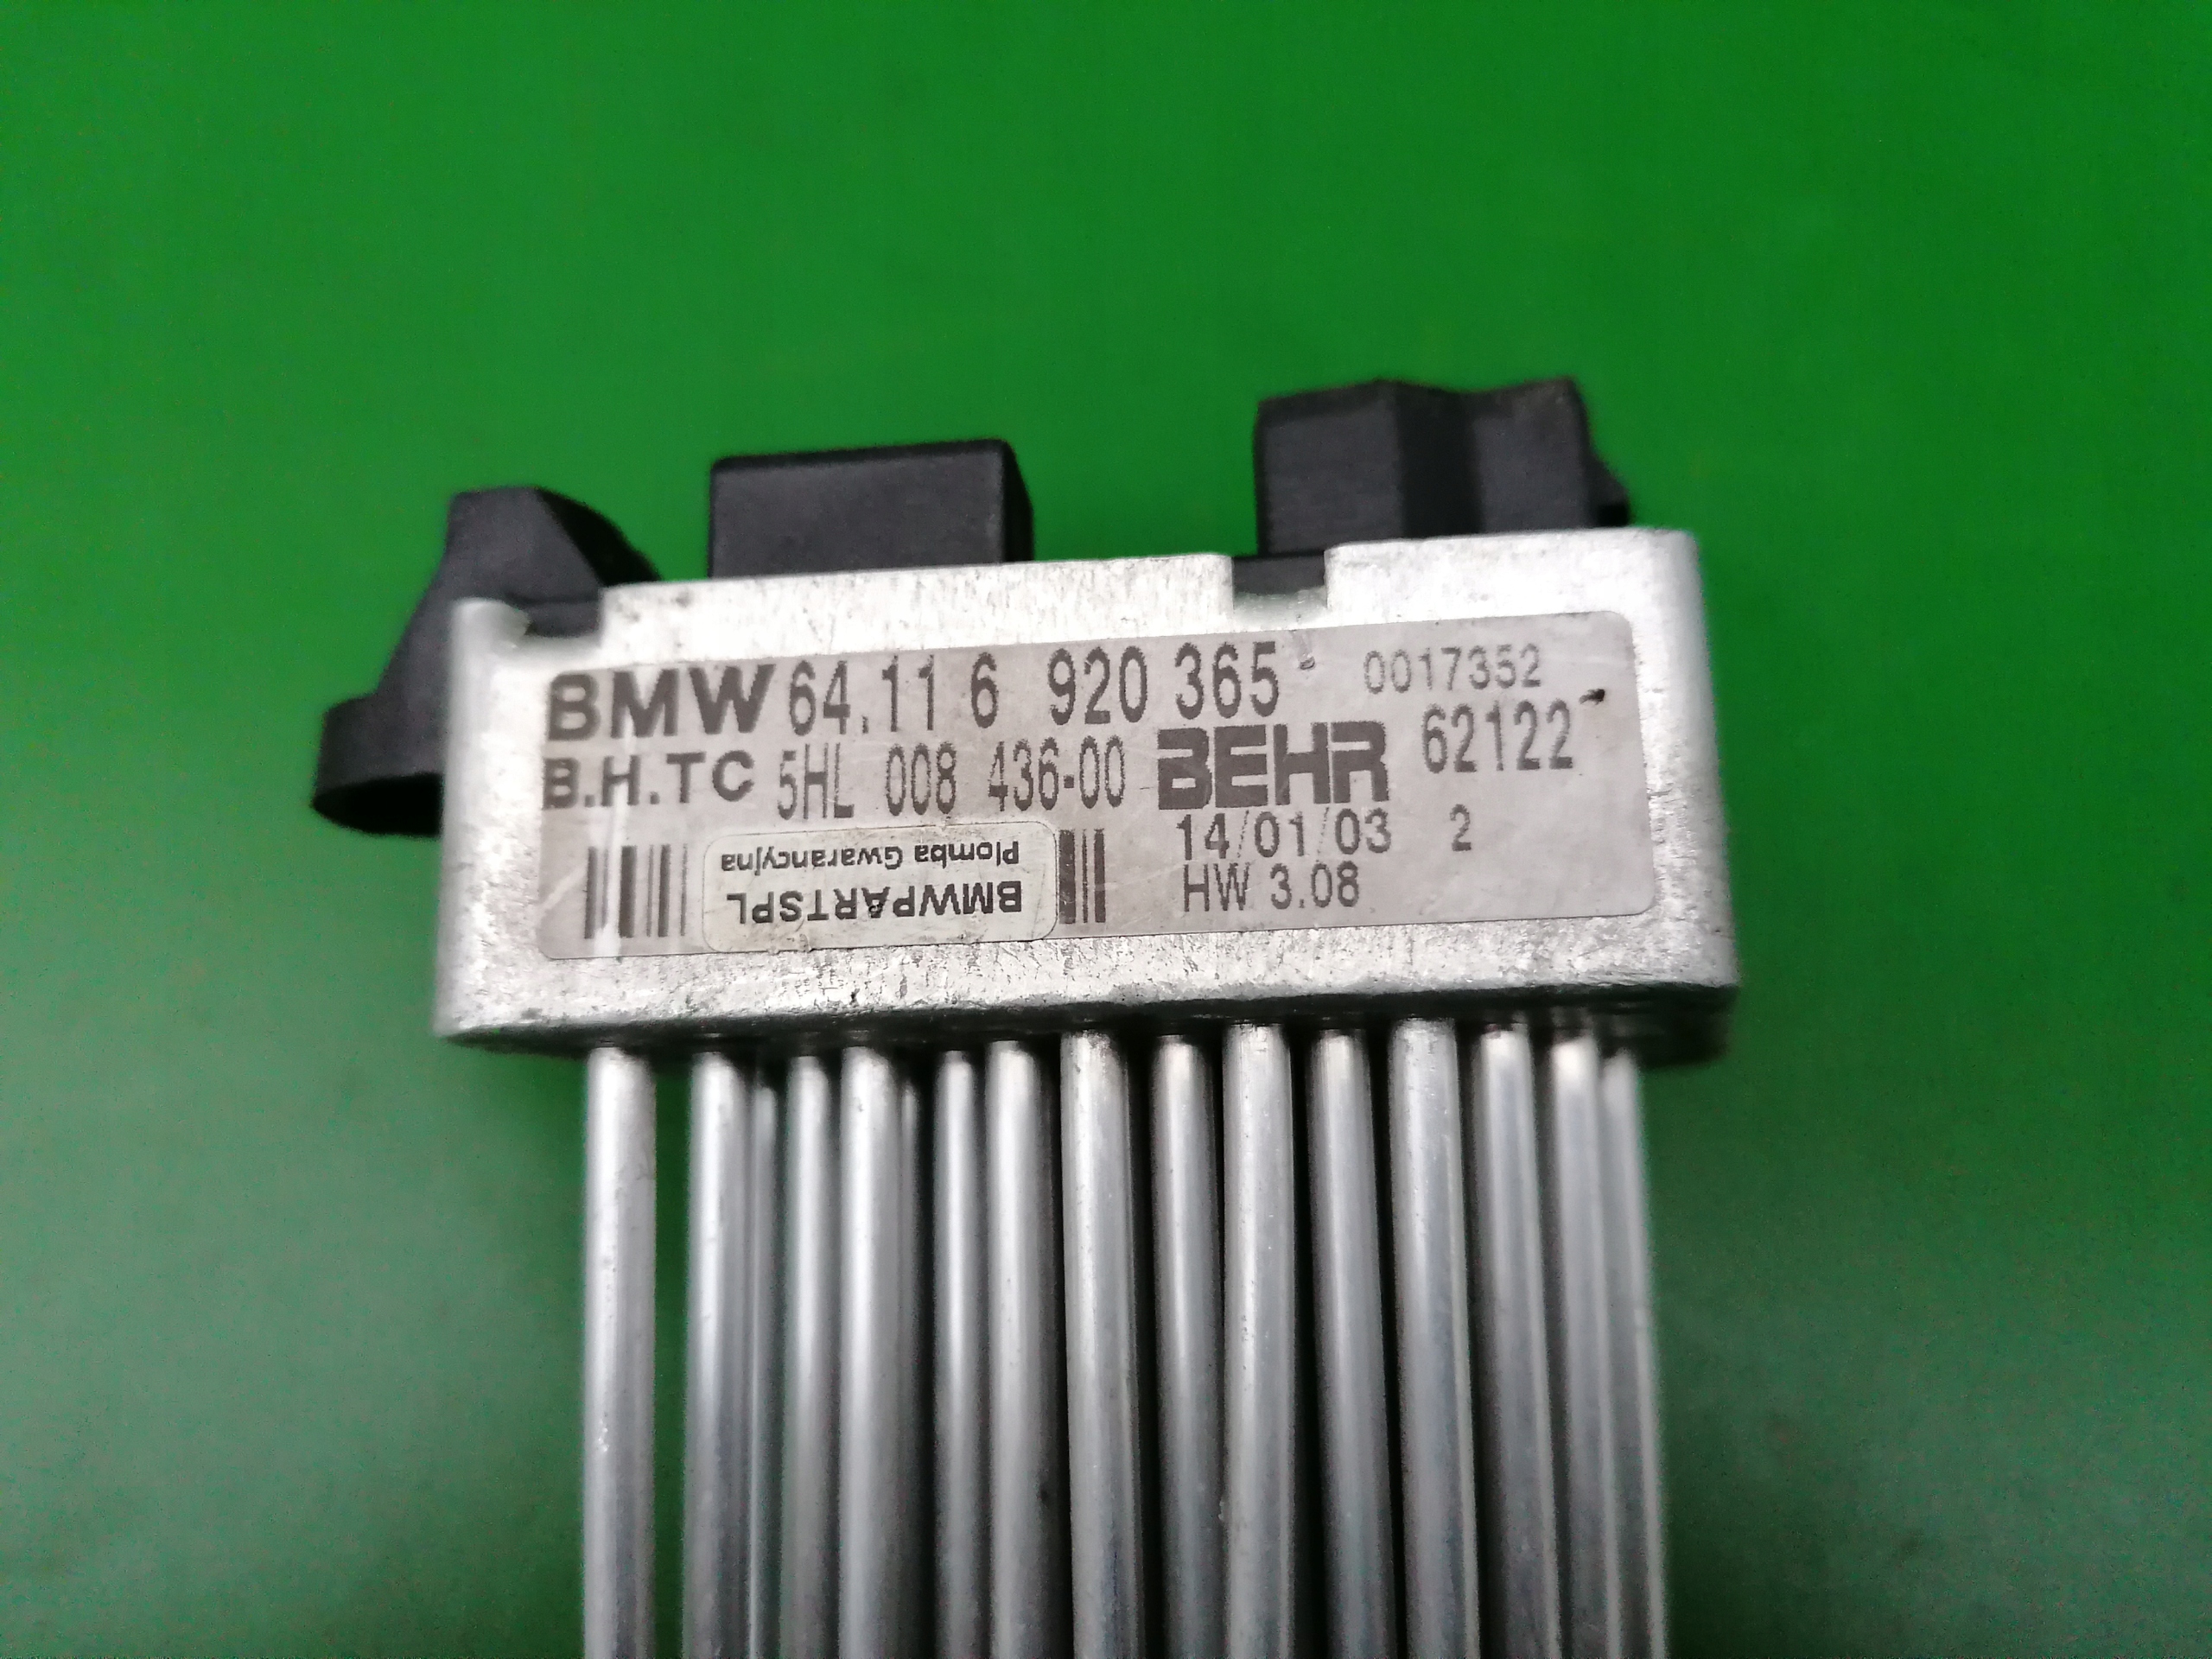 BMW 64.11 6 920 365 0017352
B.H.TC 5HL 008 436-00 BEHR 62122
14/01/03 2
HW 3.08
BMWPARTSPL
Plomba Gwarancyjna